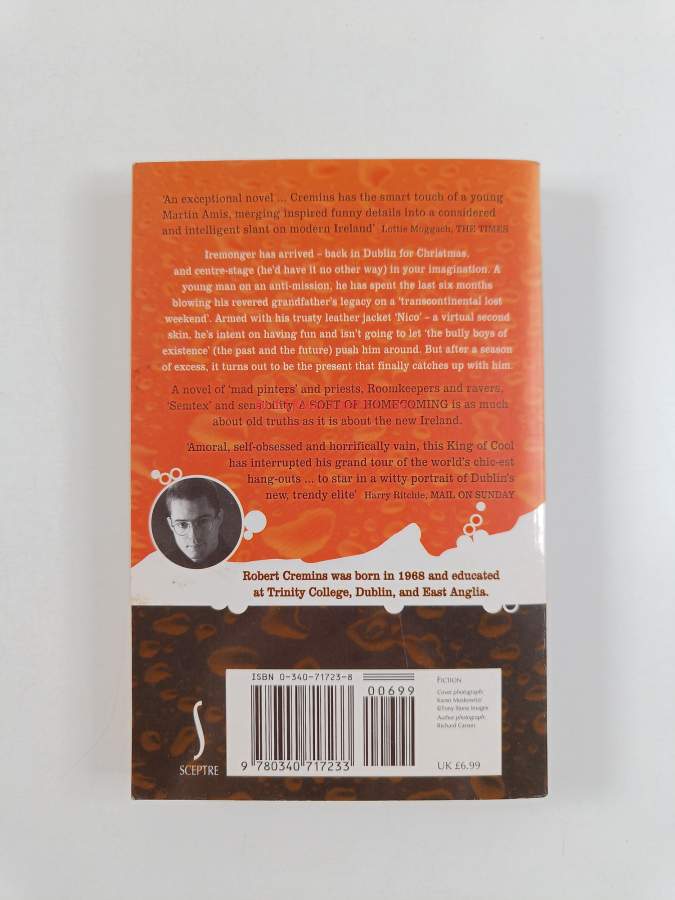 'An exceptional novel ... Cremins has the smart touch of a young
Martin Amis, merging inspired funny details into a considered
and intelligent slant on modern Ireland' Lottie Moggach, THE TIMES
Iremonger has arrived – back in Dublin for Christmas,
and centre-stage (he'd have it no other way) in your imagination. A
young man on an anti-mission, he has spent the last six months
blowing his revered grandfather's legacy on a 'transcontinental lost
weekend'. Armed with his trusty leather jacket 'Nico' – a virtual second
skin, he's intent on having fun and isn't going to let 'the bully boys of
existence' (the past and the future) push him around. But after a season
of excess, it turns out to be the present that finally catches up with him.
A novel of 'mad pinters' and priests, Roomkeepers and ravers,
'Semtex' and sensibility, A SORT OF HOMECOMING is as much
about old truths as it is about the new Ireland.
'Amoral, self-obsessed and horrifically vain, this King of Cool
has interrupted his grand tour of the world's chic-est
hang-outs ... to star in a witty portrait of Dublin's
new, trendy elite' Harry Ritchie, MAIL ON SUNDAY
Robert Cremins was born in 1968 and educated
at Trinity College, Dublin, and East Anglia.
ISBN 0-340-71723-8
00699
9 780340 717233
SCEPTRE
FICTION
Cover photograph:
©Tony Stone Images
Author photograph:
Richard Carson
UK £6.99